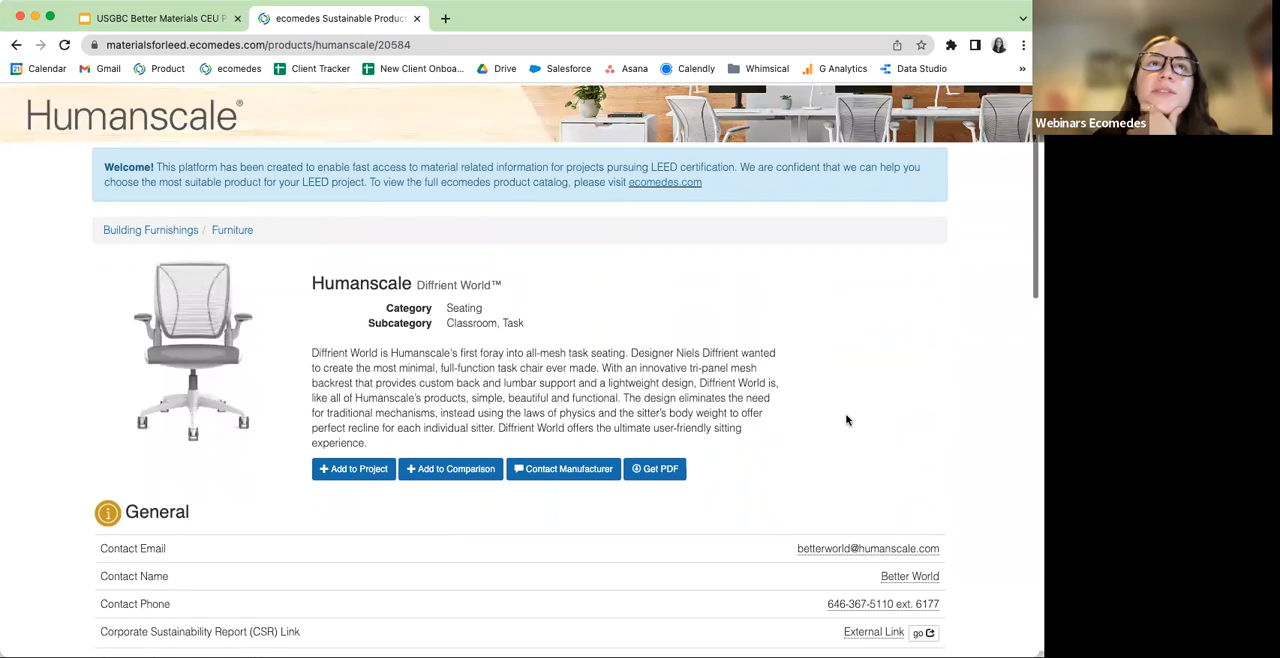 USGBC Better Materials CEU P
ecomedes Sustainable Product
materialsforleed.ecomedes.com/products/humanscale/20584
Calendar
Gmail
Product
ecomedes
Client Tracker
New Client Onboa...
Drive
Salesforce
Asana
Calendly
Whimsical
G Analytics
Data Studio
»
Webinars Ecomedes
Humanscale®
Welcome! This platform has been created to enable fast access to material related information for projects pursuing LEED certification. We are confident that we can help you
choose the most suitable product for your LEED project. To view the full ecomedes product catalog, please visit ecomedes.com
Building Furnishings / Furniture
Humanscale Diffrient World™
Category Seating
Subcategory Classroom, Task
Diffrient World is Humanscale's first foray into all-mesh task seating. Designer Niels Diffrient wanted
to create the most minimal, full-function task chair ever made. With an innovative tri-panel mesh
backrest that provides custom back and lumbar support and a lightweight design, Diffrient World is,
like all of Humanscale's products, simple, beautiful and functional. The design eliminates the need
for traditional mechanisms, instead using the laws of physics and the sitter's body weight to offer
perfect recline for each individual sitter. Diffrient World offers the ultimate user-friendly sitting
experience.
Add to Project
Add to Comparison
Contact Manufacturer
Get PDF
General
Contact Email betterworld@humanscale.com
Contact Name Better World
Contact Phone 646-367-5110 ext. 6177
Corporate Sustainability Report (CSR) Link External Link go